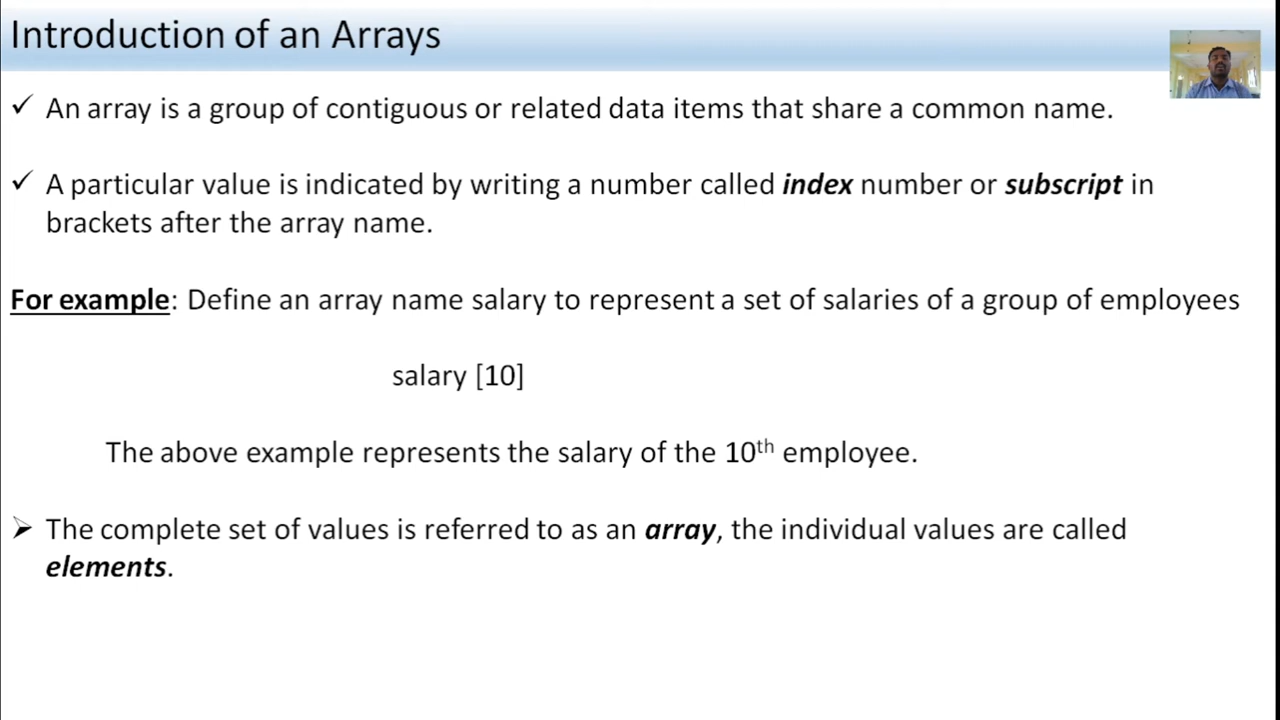 Introduction of an Arrays
✓ An array is a group of contiguous or related data items that share a common name.
✓ A particular value is indicated by writing a number called index number or subscript in
brackets after the array name.
For example: Define an array name salary to represent a set of salaries of a group of employees
salary [10]
The above example represents the salary of the 10th employee.
➢ The complete set of values is referred to as an array, the individual values are called
elements.